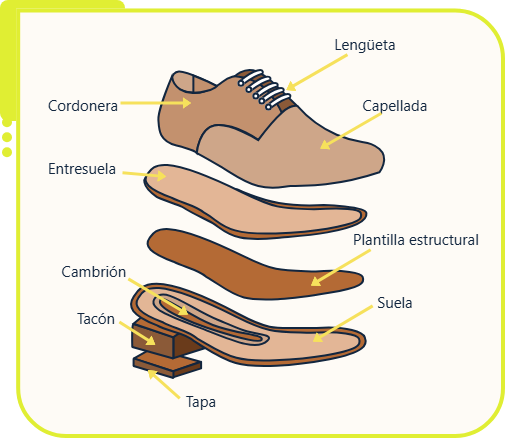 Lengüeta
Cordonera
Capellada
Entresuela
Plantilla estructural
Cambrión
Suela
Tacón
Tapa